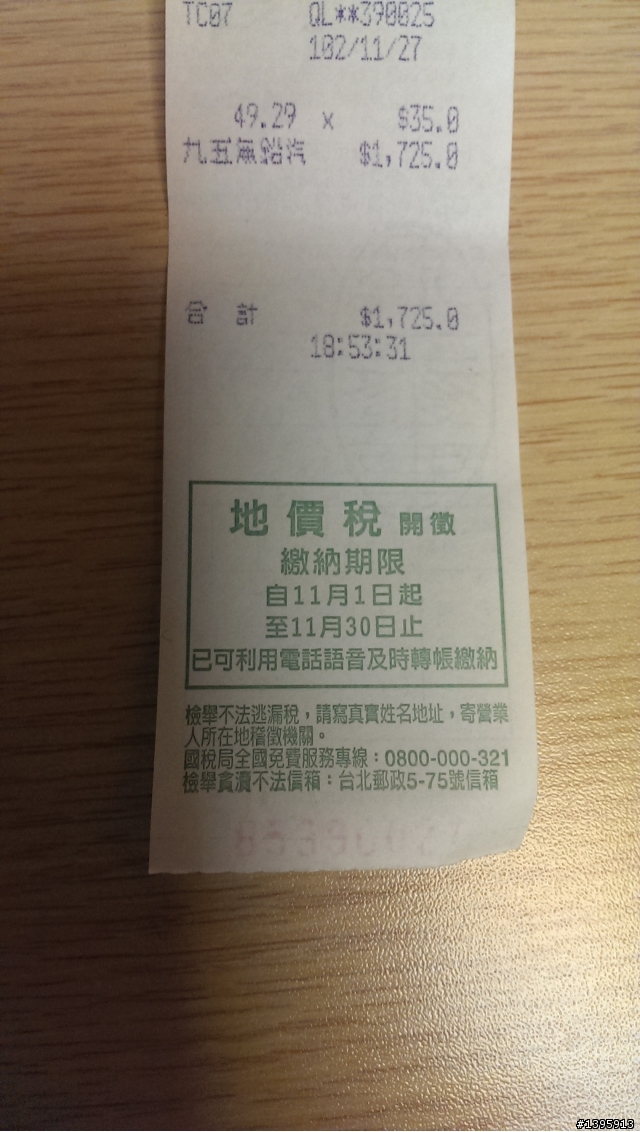 TC07 QL**390025
102/11/27
49.29 x $35.0
九五無鉛汽 $1,725.0
合 計 $1,725.0
18:53:31
地價稅 開徵
繳納期限
自11月1日起
至11月30日止
已可利用電話語音及時轉帳繳納
檢舉不法逃漏稅，請寫真實姓名地址，寄營業
人所在地稽徵機關。
國稅局全國免費服務專線：0800-000-321
檢舉貪瀆不法信箱：台北郵政5-75號信箱
#1395913